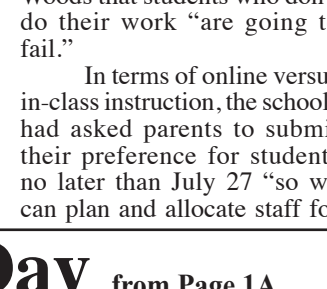 Woods that students who don
do their work “are going t
fail.”
In terms of online versu
in-class instruction, the school
had asked parents to submi
their preference for student
no later than July 27 “so w
can plan and allocate staff fo
Day from Page 1A